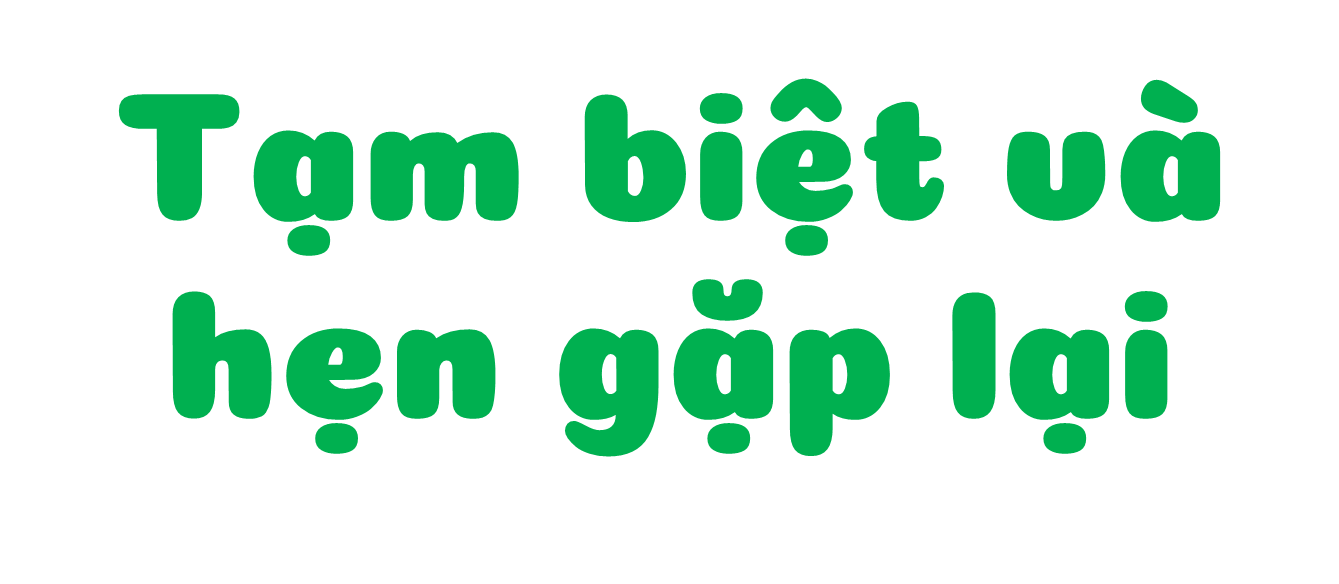 Tạm biệt và
hẹn gặp lại